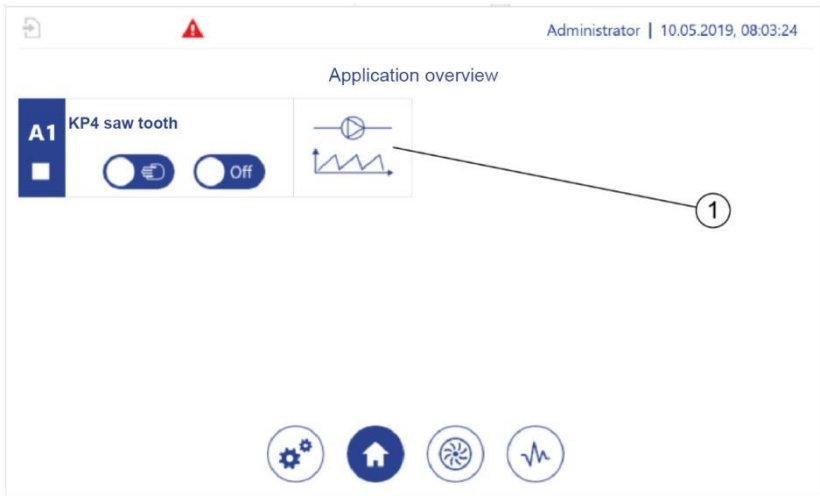 Administrator | 10.05.2019, 08:03:24
Application overview
A1
KP4 saw tooth
Off
1